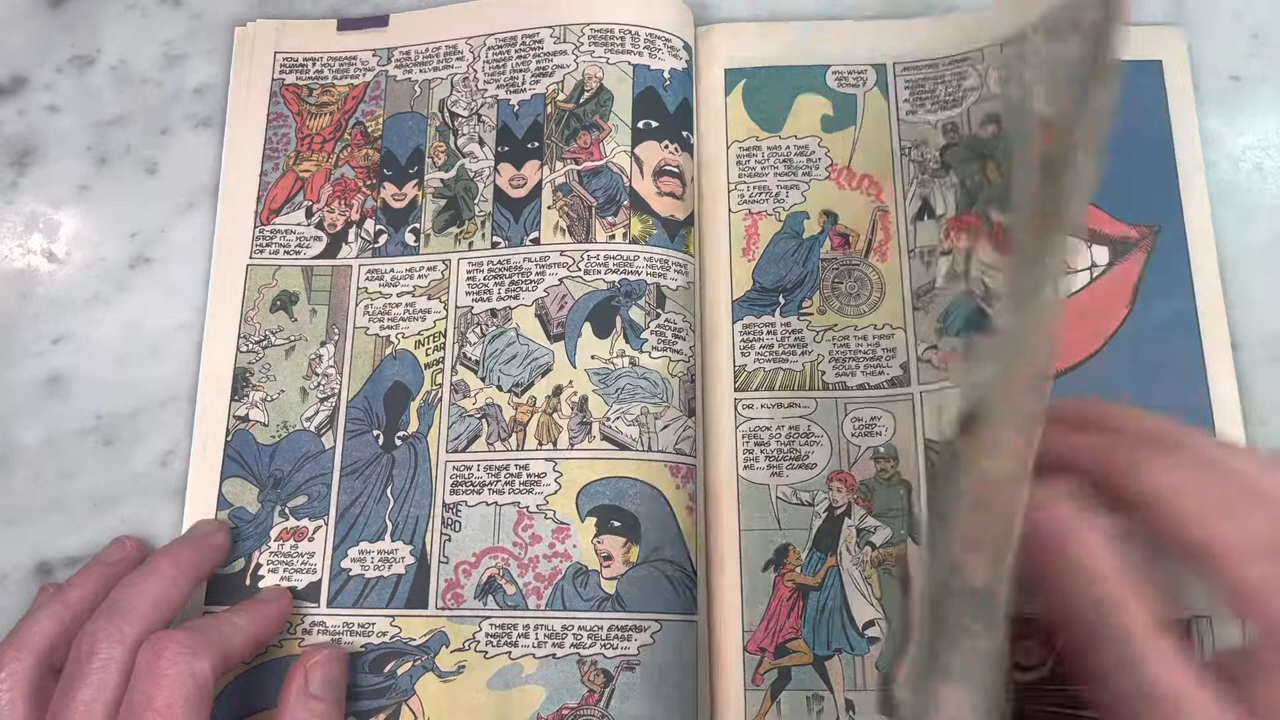 YOU WANT DISEASE,
HUMAN? YOU WISH TO
SUFFER AS THESE DYING
HUMANS SUFFER?
R-RAVEN...
STOP IT... YOU'RE
HURTING ALL
OF US NOW.
THE ILLS OF THE
WORLD HAVE BEEN
ABSORBED INTO ME,
DR. KLYBURN...
THESE PAST
MONTHS ALONE
I HAVE KNOWN
HUNGER AND SICKNESS.
I HAVE LIVED WITH
THESE PAINS, AND ONLY
NOW CAN I FREE
MYSELF OF
THEM--
THESE FOUL VENOM
DESERVE TO DIE. THEY
DESERVE TO ROT. THEY
DESERVE TO...
NO!
IT IS
TRIGON'S
DOING! H--
HE FORCES
ME...
ARELLA... HELP ME.
AZAR, GUIDE MY
HAND...
ST...STOP ME
PLEASE... PLEASE...
FOR HEAVEN'S
SAKE...
WH-WHAT
WAS I ABOUT
TO DO?
THIS PLACE... FILLED
WITH SICKNESS... TWISTED
ME, KORRUPTED ME...
TOOK ME BEYOND
WHERE I SHOULD
HAVE GONE.
I--I SHOULD NEVER HAVE
COME HERE... NEVER HAVE
BEEN DRAWN HERE...
ALL
AROUND I
FEEL PAIN...
DEEP
HURTING.
NOW I SENSE THE
CHILD... THE ONE WHO
BROUGHT ME HERE...
BEYOND THIS DOOR...
GIRL... DO NOT
BE FRIGHTENED OF
ME...
THERE IS STILL SO MUCH ENERGY
INSIDE ME I NEED TO RELEASE.
PLEASE... LET ME HELP YOU...
WH-WHAT
ARE YOU
DOING?
THERE WAS A TIME
WHEN I COULD HELP
BUT NOT CURE... BUT
NOW WITH TRIGON'S
ENERGY INSIDE ME...
...I FEEL THERE
IS LITTLE I
CANNOT DO.
BEFORE HE
TAKES ME OVER
AGAIN-- LET ME
USE HIS POWER
TO INCREASE MY
POWERS...
...FOR THE FIRST
TIME IN HIS
EXISTENCE THE
DESTROYER OF
SOULS SHALL
SAVE THEM.
DR. KLYBURN...
...LOOK AT ME. I
FEEL SO GOOD...
IT WAS THAT LADY,
DR. KLYBURN...
SHE TOUCHED
ME... SHE CURED
ME.
OH, MY
LORD--
KAREN!